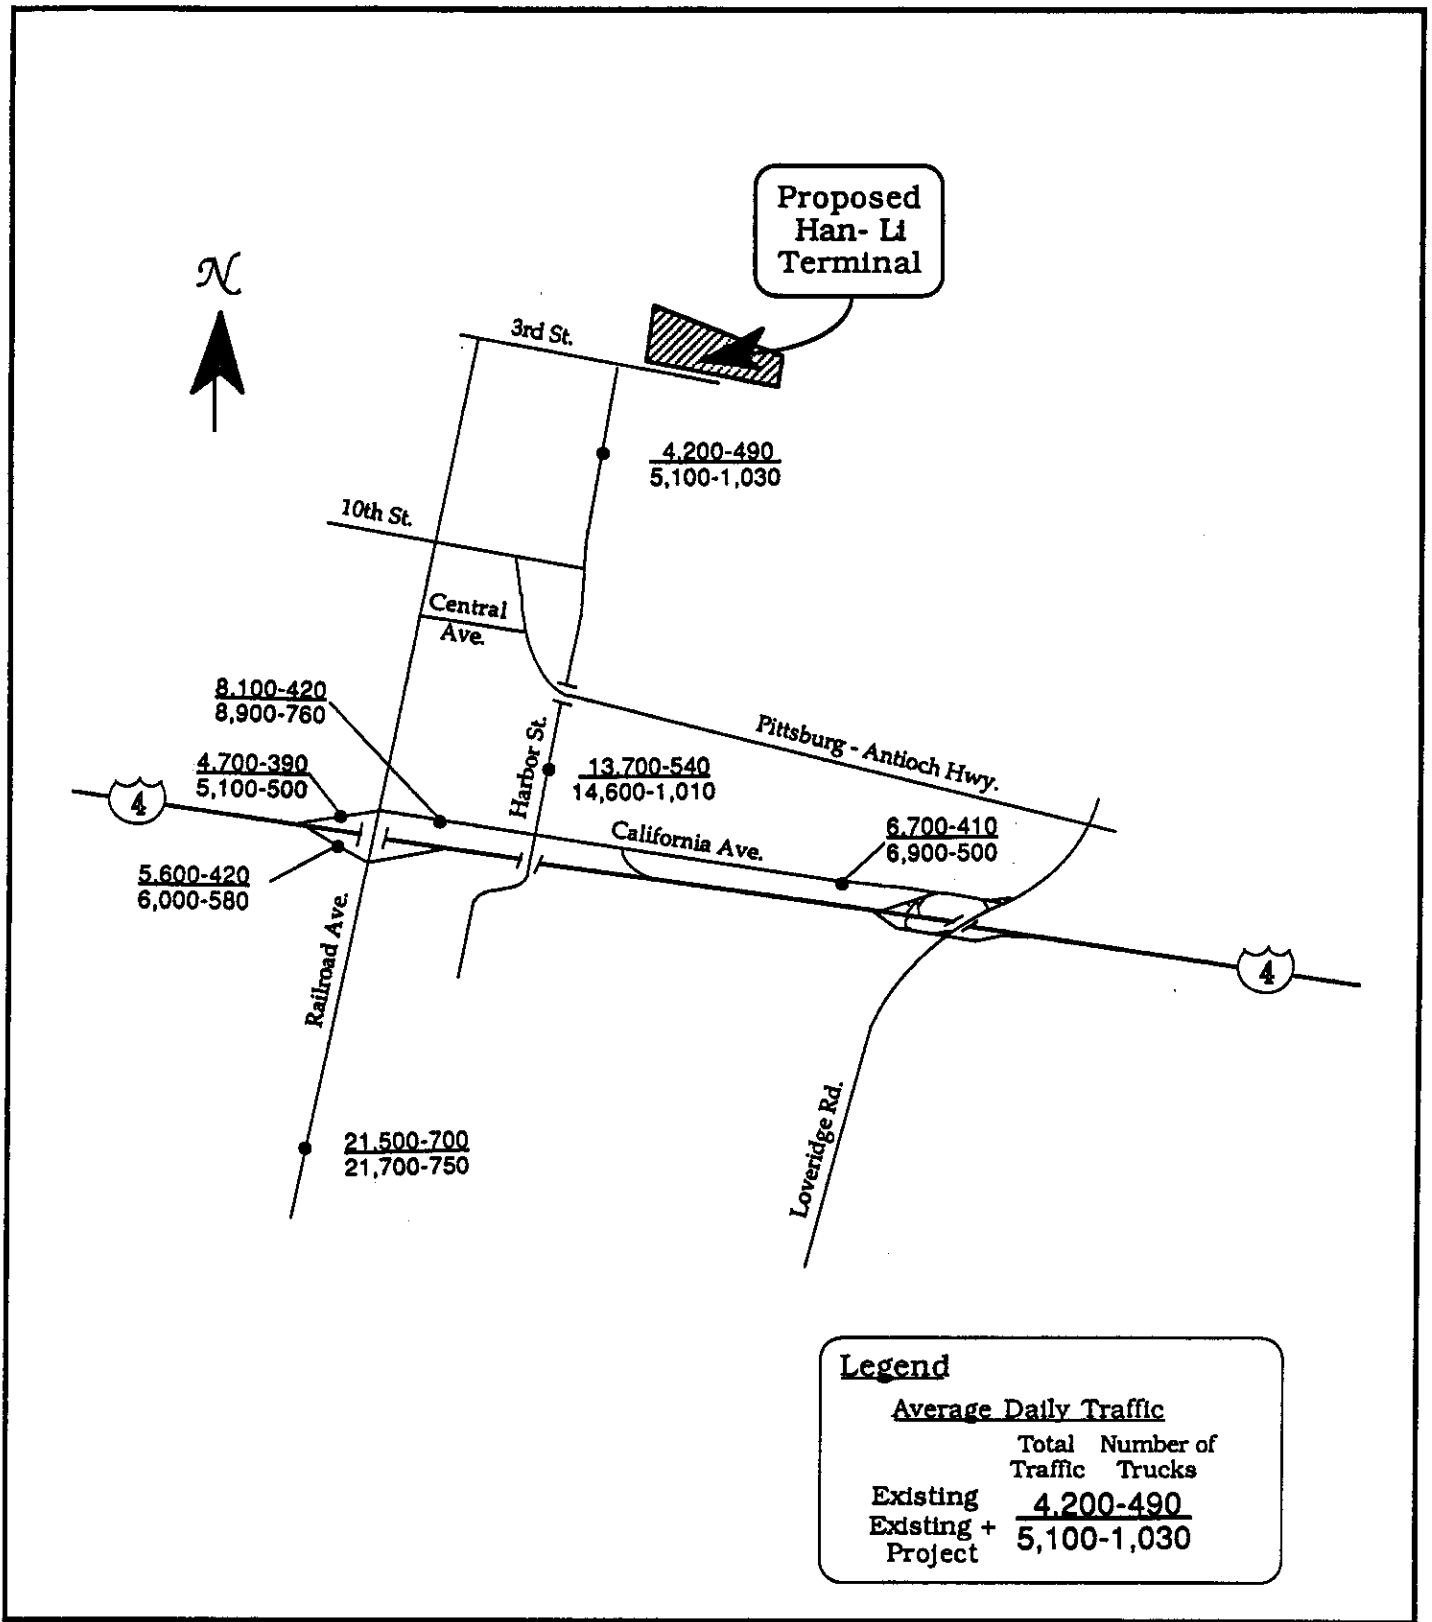 Proposed
Han- Li
Terminal
N
3rd St.
4,200-490
5,100-1,030
10th St.
Central
Ave.
8,100-420
8,900-760
Pittsburg - Antioch Hwy.
Harbor St.
4,700-390
5,100-500
13,700-540
14,600-1,010
4
California Ave.
6,700-410
6,900-500
5,600-420
6,000-580
Railroad Ave.
4
Loveridge Rd.
21,500-700
21,700-750
Legend
Average Daily Traffic
Total Number of
Traffic Trucks
Existing 4,200-490
Existing + 5,100-1,030
Project